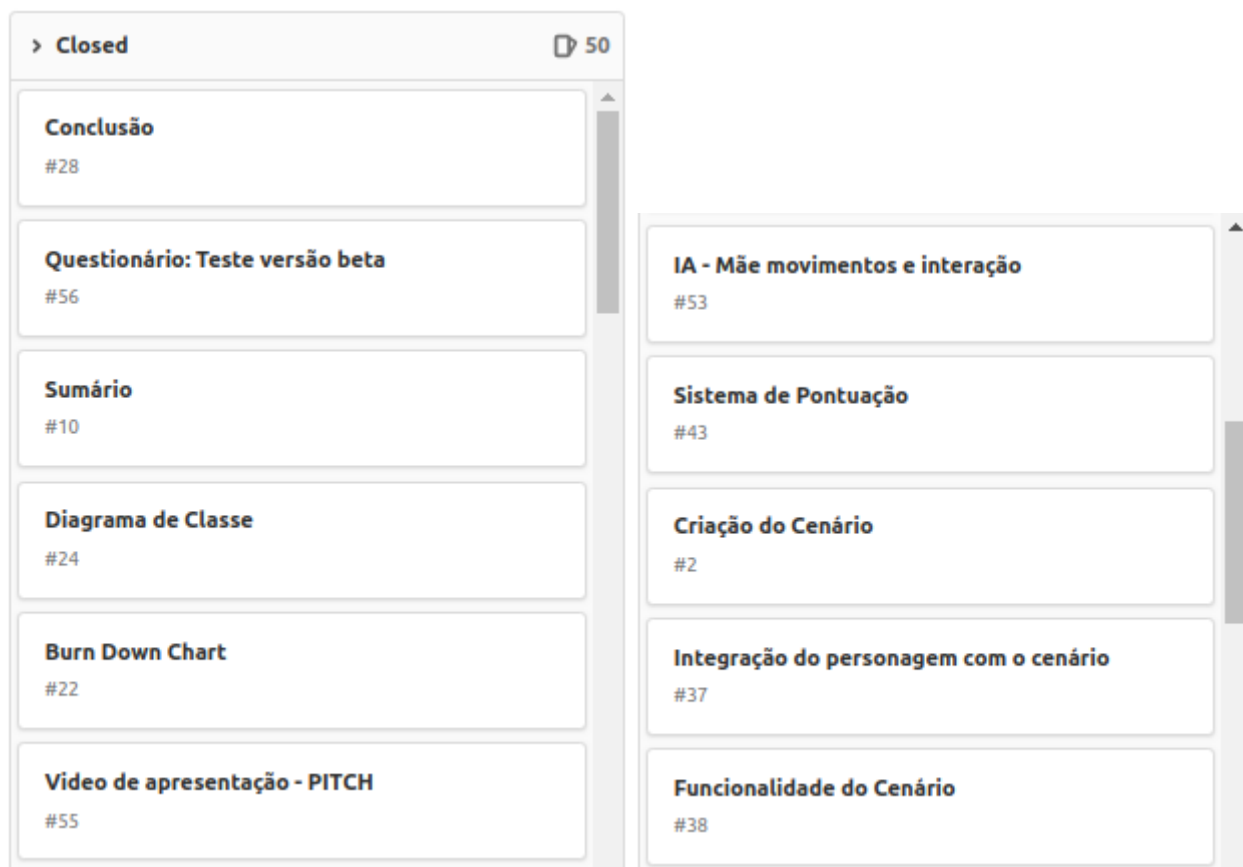 Closed 50
Conclusão
#28
Questionário: Teste versão beta
#56
Sumário
#10
Diagrama de Classe
#24
Burn Down Chart
#22
Video de apresentação - PITCH
#55
IA - Mãe movimentos e interação
#53
Sistema de Pontuação
#43
Criação do Cenário
#2
Integração do personagem com o cenário
#37
Funcionalidade do Cenário
#38